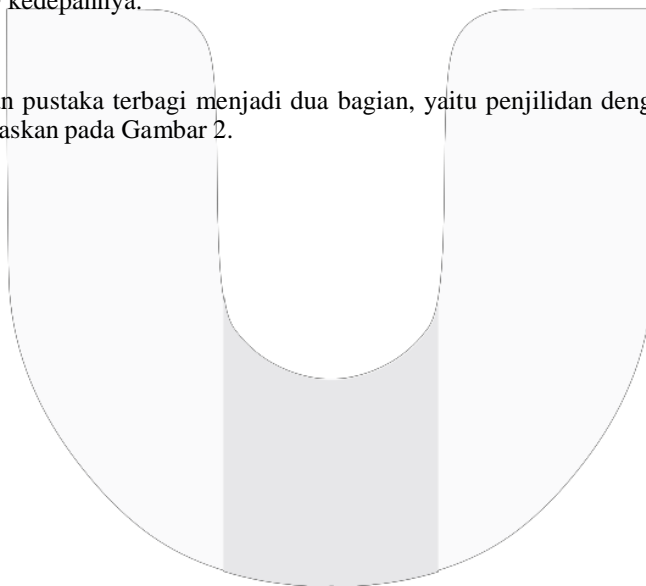 kedepannya.
n pustaka terbagi menjadi dua bagian, yaitu penjilidan deng
askan pada Gambar 2.